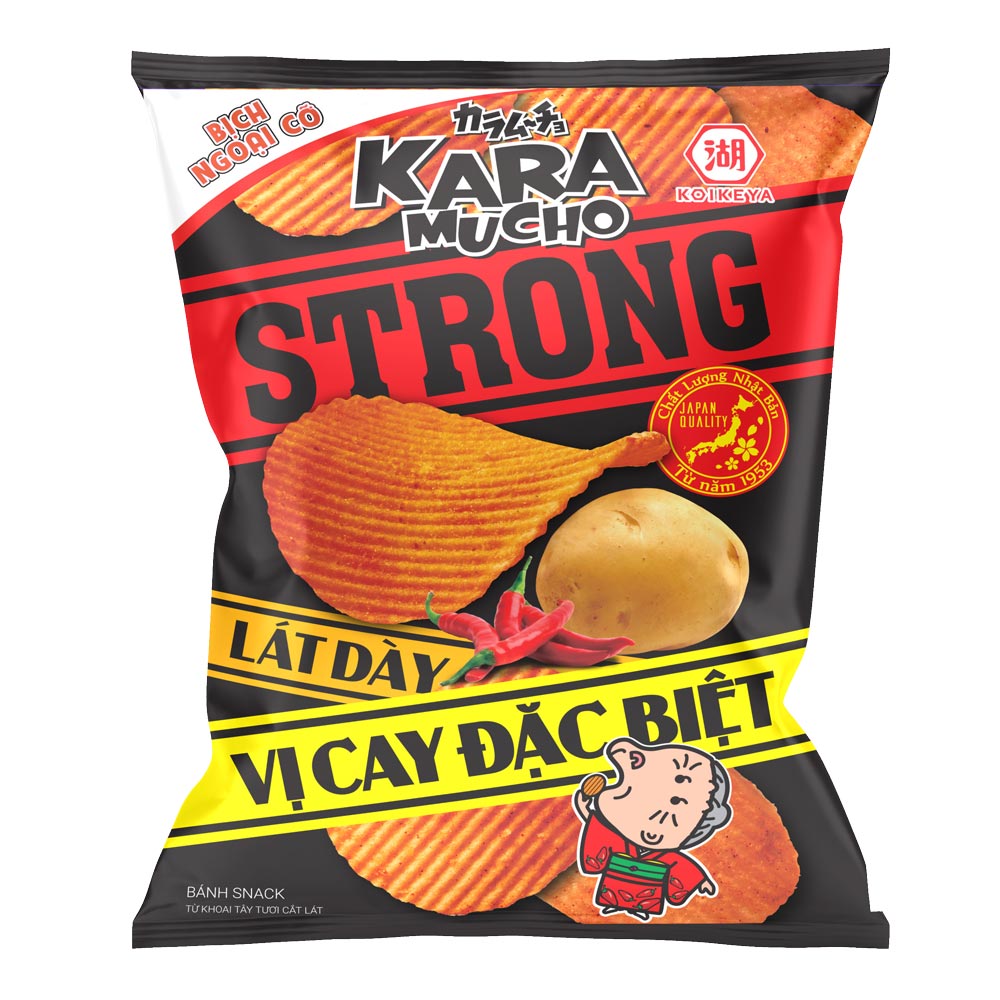 BỊCH
NGOẠI CỠ
カラムーチョ
KARA
MUCHO
湖
KOIKEYA
STRONG
Chất Lượng Nhật Bản
JAPAN
QUALITY
Từ năm 1953
LÁT DÀY
VỊ CAY ĐẶC BIỆT
BÁNH SNACK
TỪ KHOAI TÂY TƯƠI CẮT LÁT